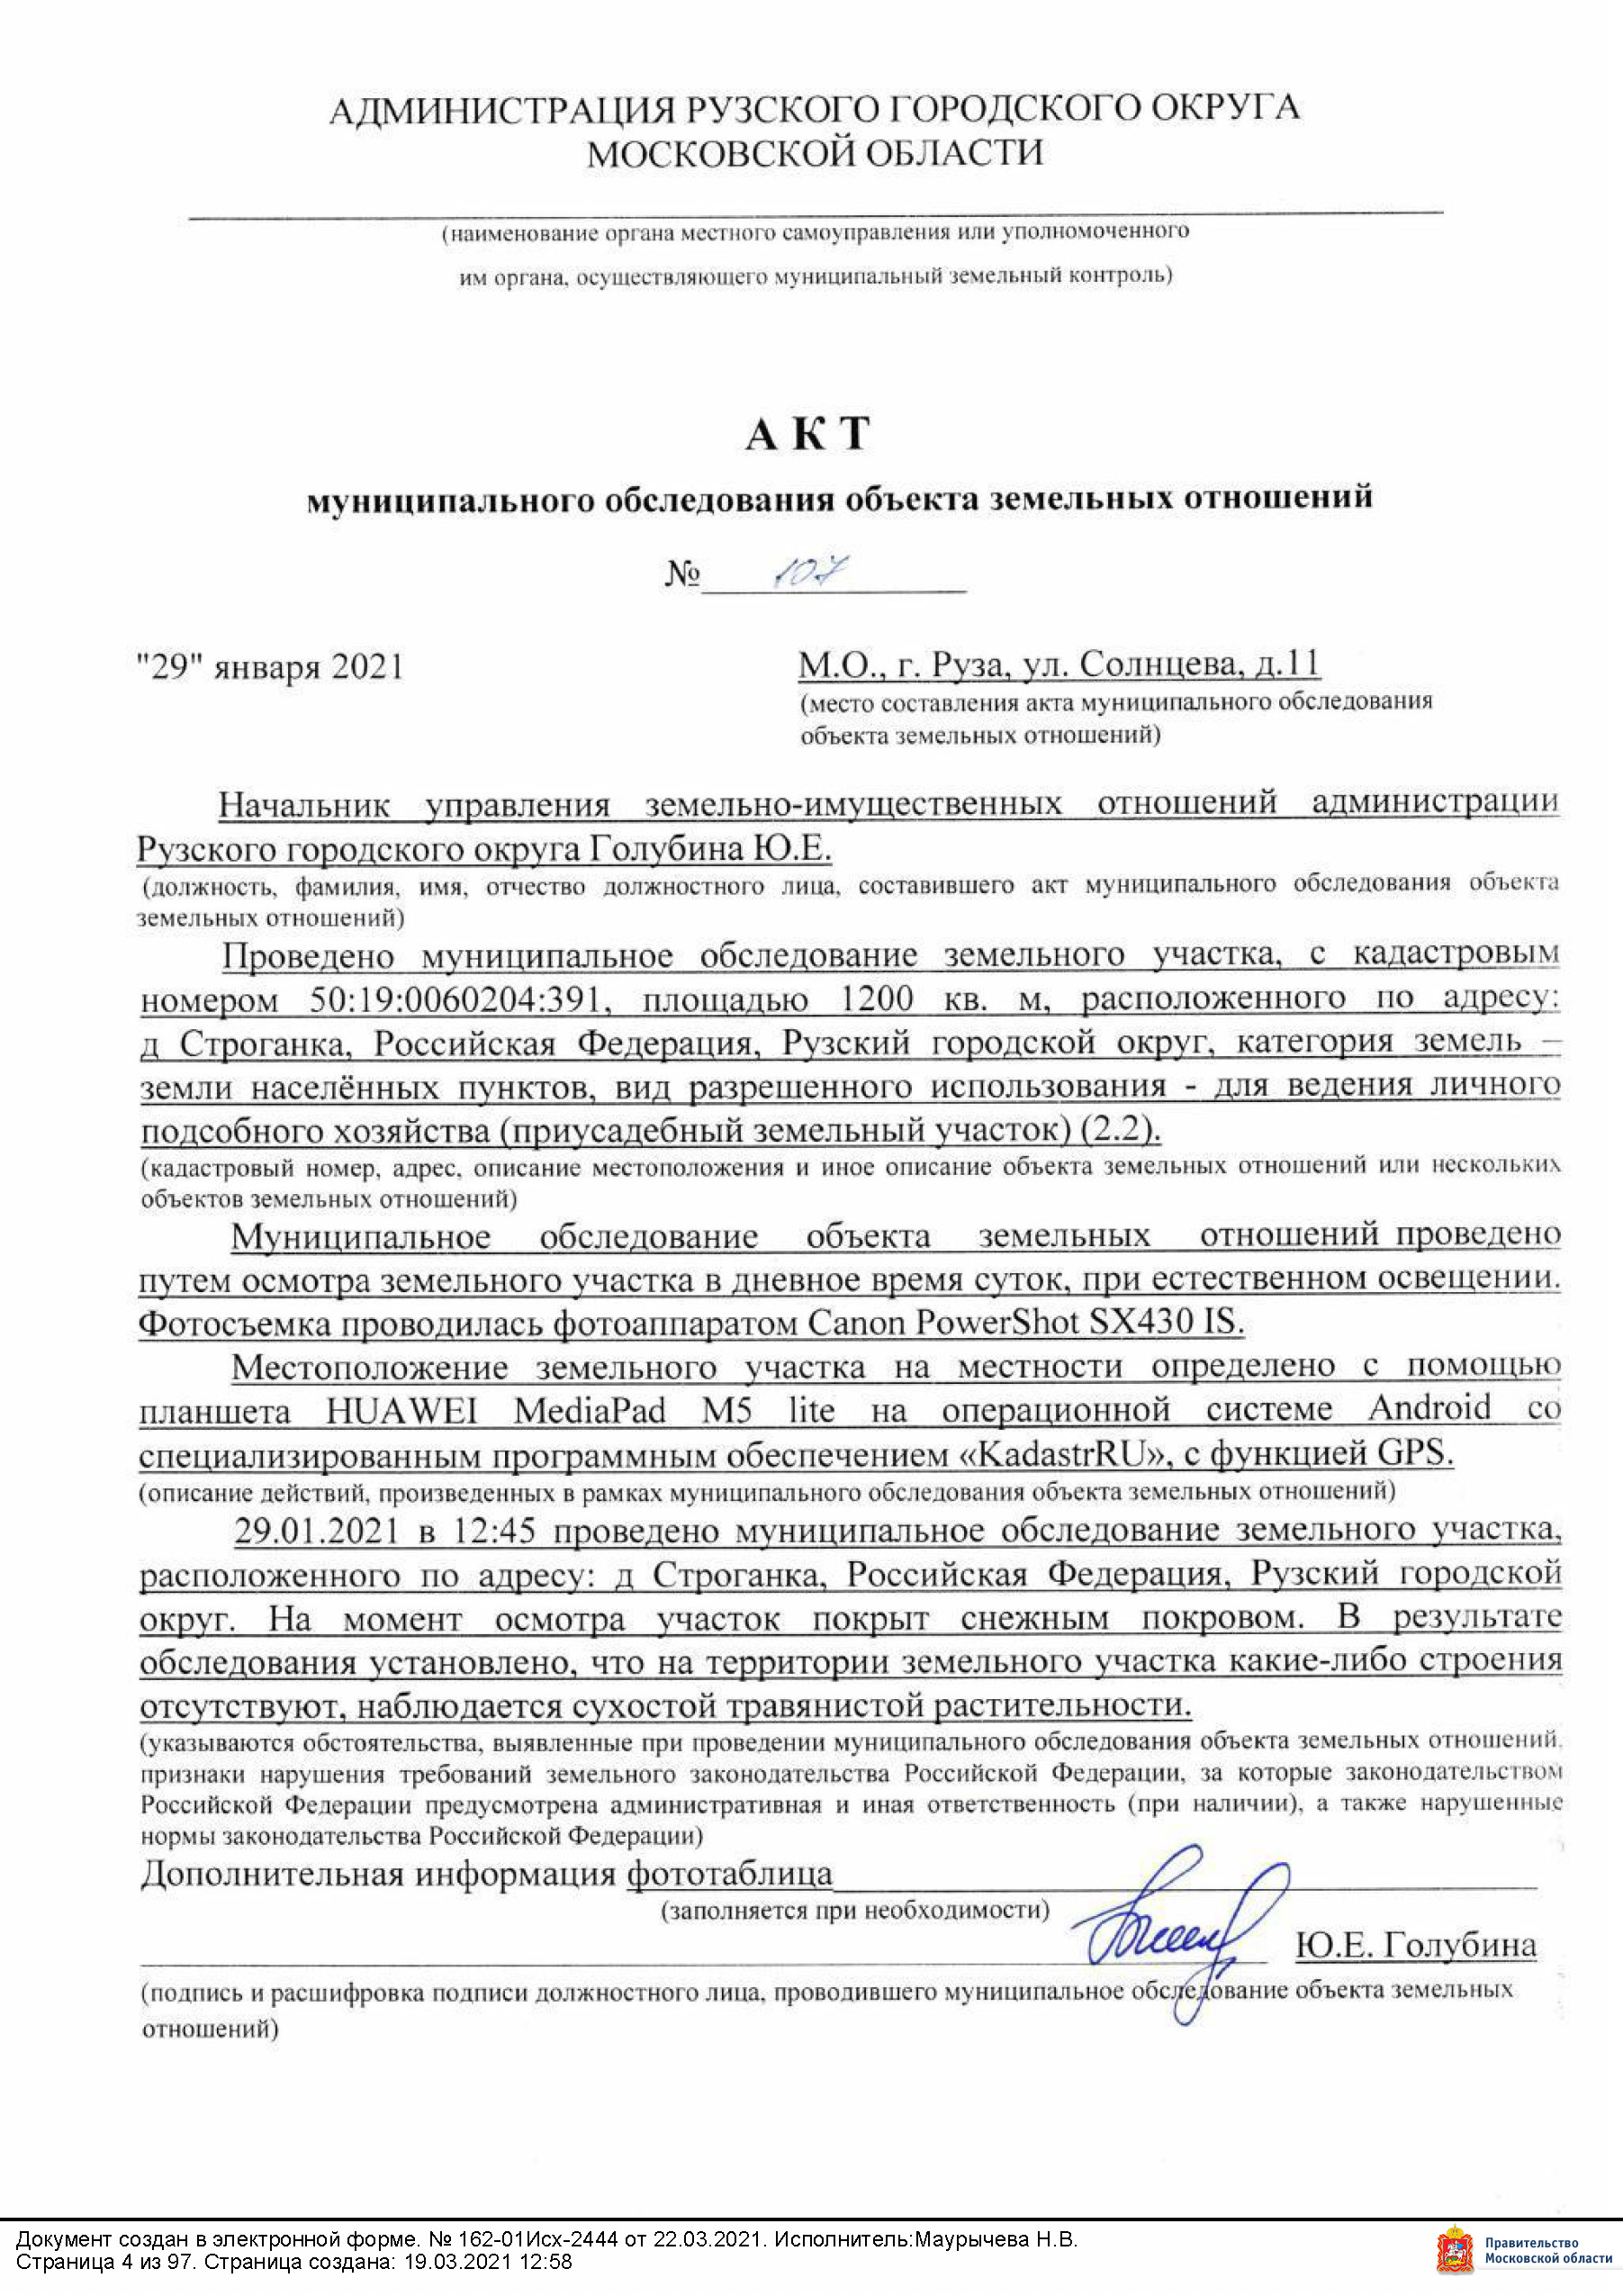 АДМИНИСТРАЦИЯ РУЗСКОГО ГОРОДСКОГО ОКРУГА
МОСКОВСКОЙ ОБЛАСТИ
(наименование органа местного самоуправления или уполномоченного
им органа, осуществляющего муниципальный земельный контроль)
А К Т
муниципального обследования объекта земельных отношений
№ 107
"29" января 2021
М.О., г. Руза, ул. Солнцева, д.11
(место составления акта муниципального обследования
объекта земельных отношений)
Начальник управления земельно-имущественных отношений администрации
Рузского городского округа Голубина Ю.Е.
(должность, фамилия, имя, отчество должностного лица, составившего акт муниципального обследования объекта
земельных отношений)
Проведено муниципальное обследование земельного участка, с кадастровым
номером 50:19:0060204:391, площадью 1200 кв. м, расположенного по адресу:
д Строганка, Российская Федерация, Рузский городской округ, категория земель –
земли населённых пунктов, вид разрешенного использования - для ведения личного
подсобного хозяйства (приусадебный земельный участок) (2.2).
(кадастровый номер, адрес, описание местоположения и иное описание объекта земельных отношений или нескольких
объектов земельных отношений)
Муниципальное обследование объекта земельных отношений проведено
путем осмотра земельного участка в дневное время суток, при естественном освещении.
Фотосъемка проводилась фотоаппаратом Canon PowerShot SX430 IS.
Местоположение земельного участка на местности определено с помощью
планшета HUAWEI MediaPad M5 lite на операционной системе Android со
специализированным программным обеспечением «KadastrRU», с функцией GPS.
(описание действий, произведенных в рамках муниципального обследования объекта земельных отношений)
29.01.2021 в 12:45 проведено муниципальное обследование земельного участка,
расположенного по адресу: д Строганка, Российская Федерация, Рузский городской
округ. На момент осмотра участок покрыт снежным покровом. В результате
обследования установлено, что на территории земельного участка какие-либо строения
отсутствуют, наблюдается сухостой травянистой растительности.
(указываются обстоятельства, выявленные при проведении муниципального обследования объекта земельных отношений,
признаки нарушения требований земельного законодательства Российской Федерации, за которые законодательством
Российской Федерации предусмотрена административная и иная ответственность (при наличии), а также нарушенные
нормы законодательства Российской Федерации)
Дополнительная информация фототаблица
(заполняется при необходимости)
Ю.Е. Голубина
(подпись и расшифровка подписи должностного лица, проводившего муниципальное обследование объекта земельных
отношений)
Документ создан в электронной форме. № 162-01Исх-2444 от 22.03.2021. Исполнитель:Маурычева Н.В.
Страница 4 из 97. Страница создана: 19.03.2021 12:58
Правительство
Московской области